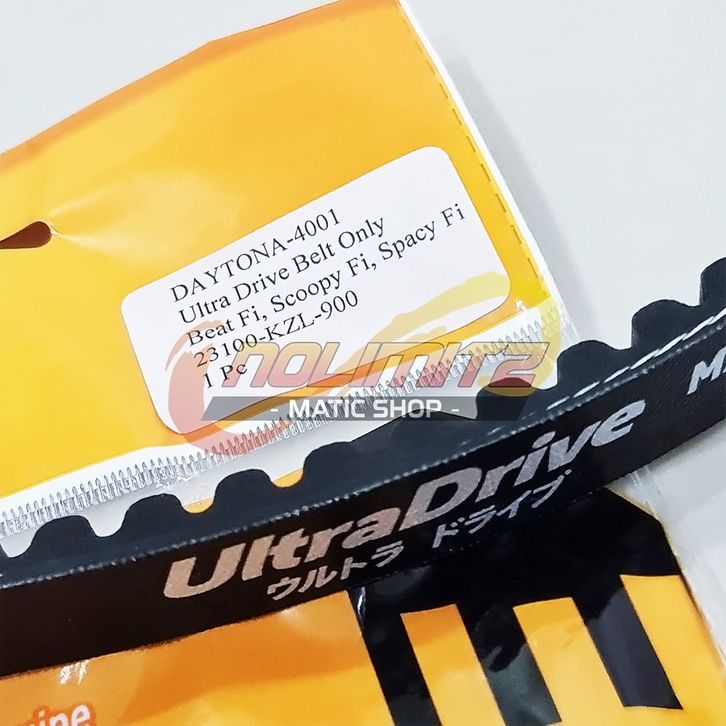 DAYTONA-4001
Ultra Drive Belt Only
Beat Fi, Scoopy Fi, Spacy Fi
23100-KZL-900
1 Pc
NOLIMITZ
- MATIC SHOP -
UltraDrive
ウルトラ ドライブ